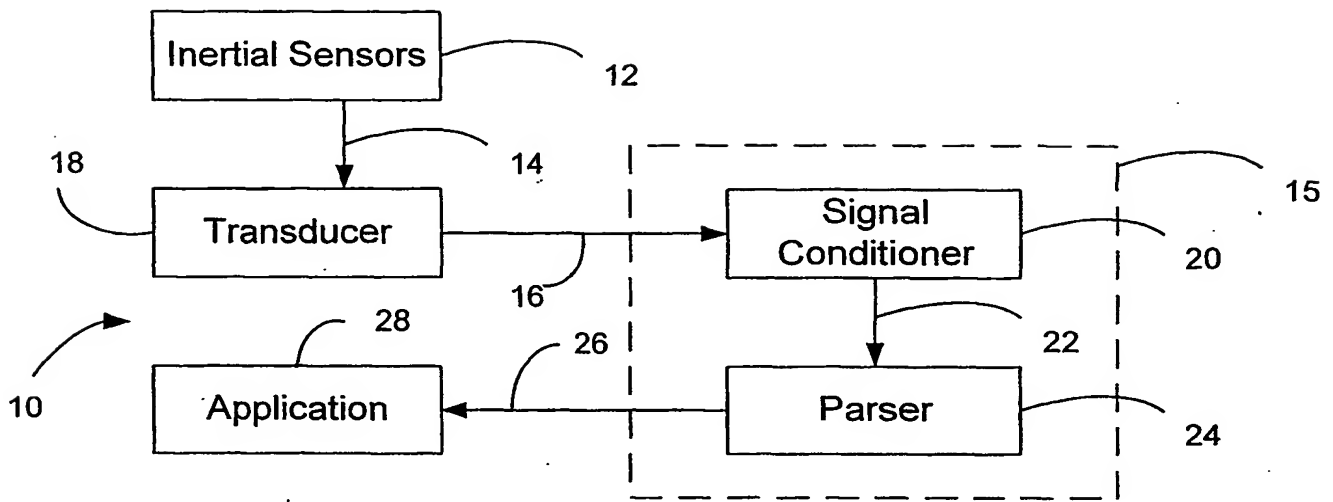 Inertial Sensors
12
14
18
15
Transducer
Signal
Conditioner
20
16
28
26
22
10
Application
Parser
24